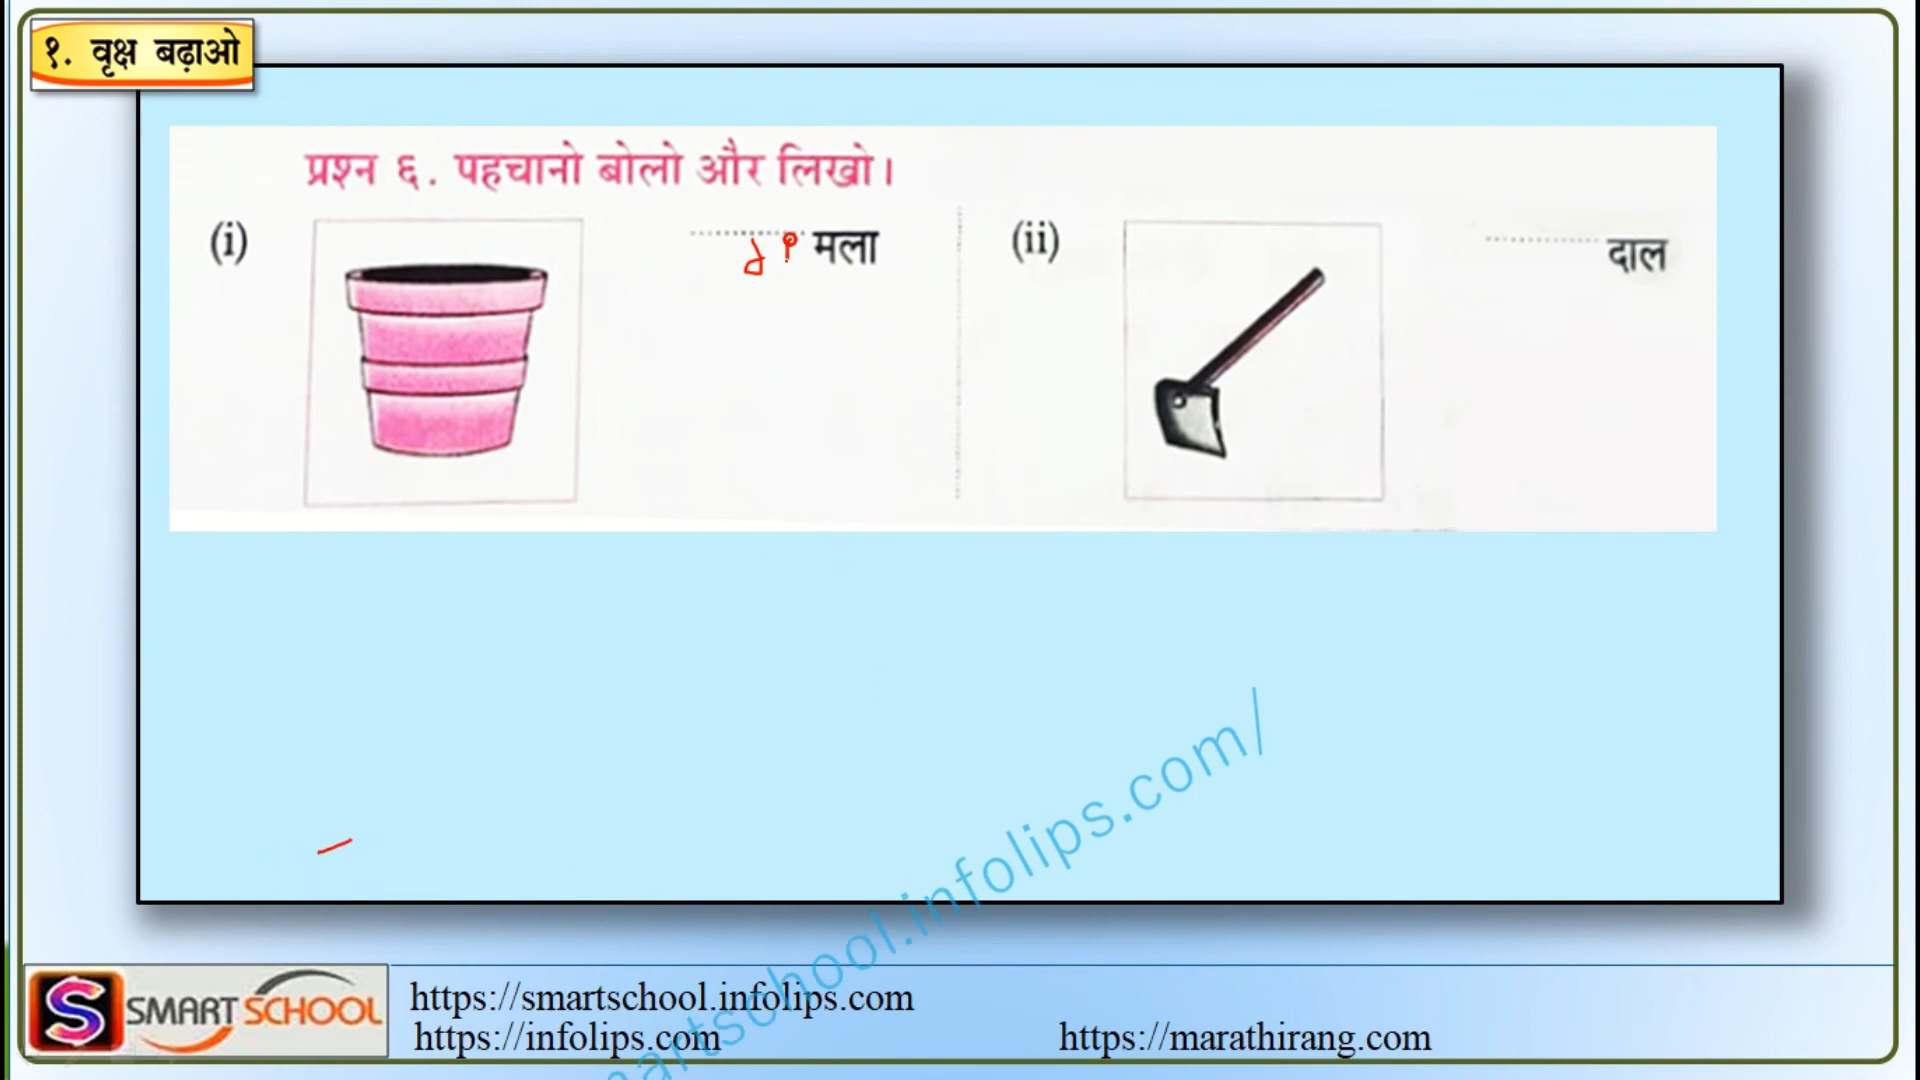 १. वृक्ष बढ़ाओ
प्रश्न ६. पहचानो बोलो और लिखो।
(i) ............ मला
(ii) ............ दाल
smartschool.infolips.com/
S SMART SCHOOL
https://smartschool.infolips.com
https://infolips.com
https://marathirang.com